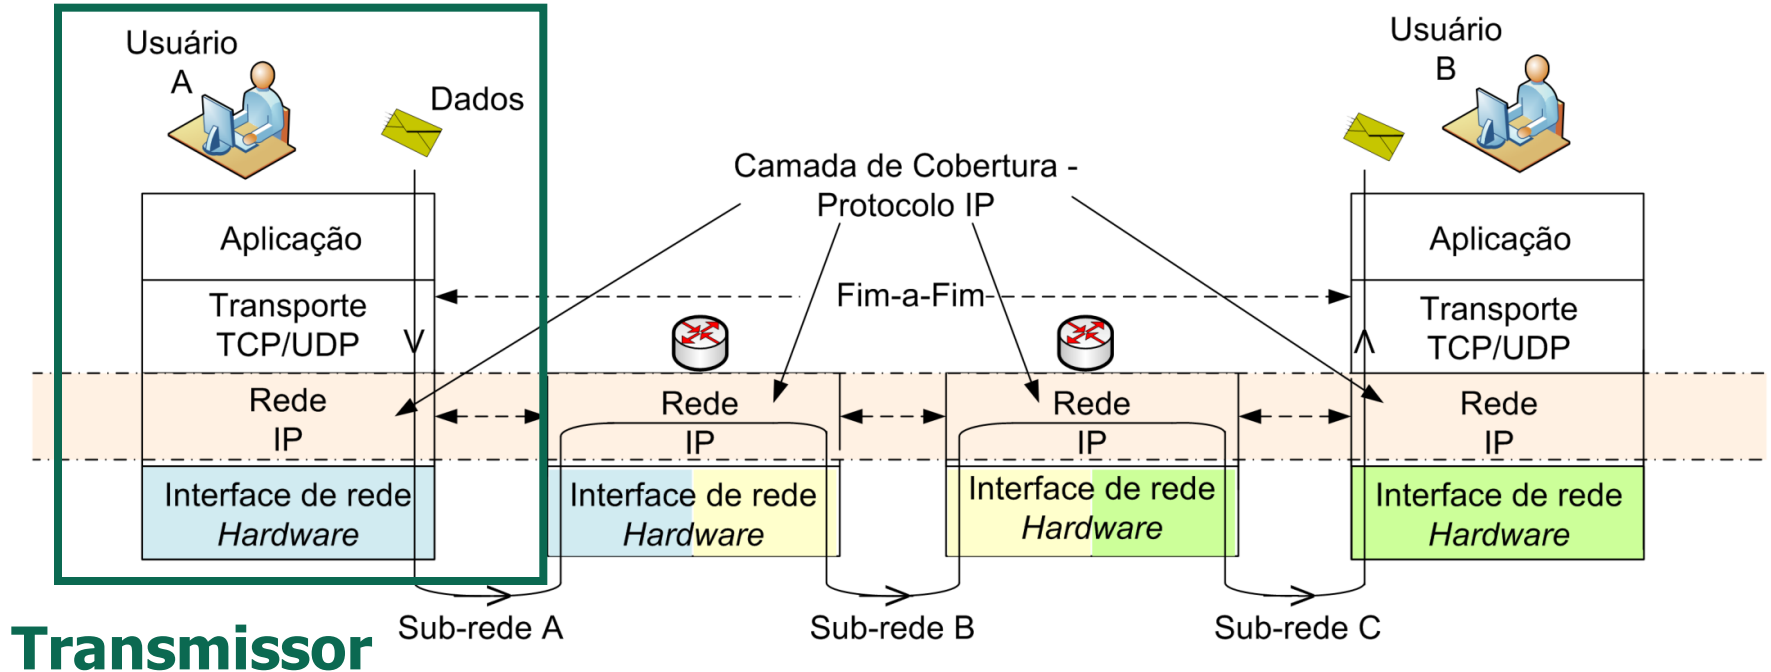 Usuário
A
Dados
Usuário
B
Camada de Cobertura -
Protocolo IP
Aplicação
Aplicação
Fim-a-Fim
Transporte
TCP/UDP
Transporte
TCP/UDP
Rede
IP
Rede
IP
Rede
IP
Rede
IP
Interface de rede
Hardware
Interface de rede
Hardware
Interface de rede
Hardware
Interface de rede
Hardware
Sub-rede A
Sub-rede B
Sub-rede C
Transmissor